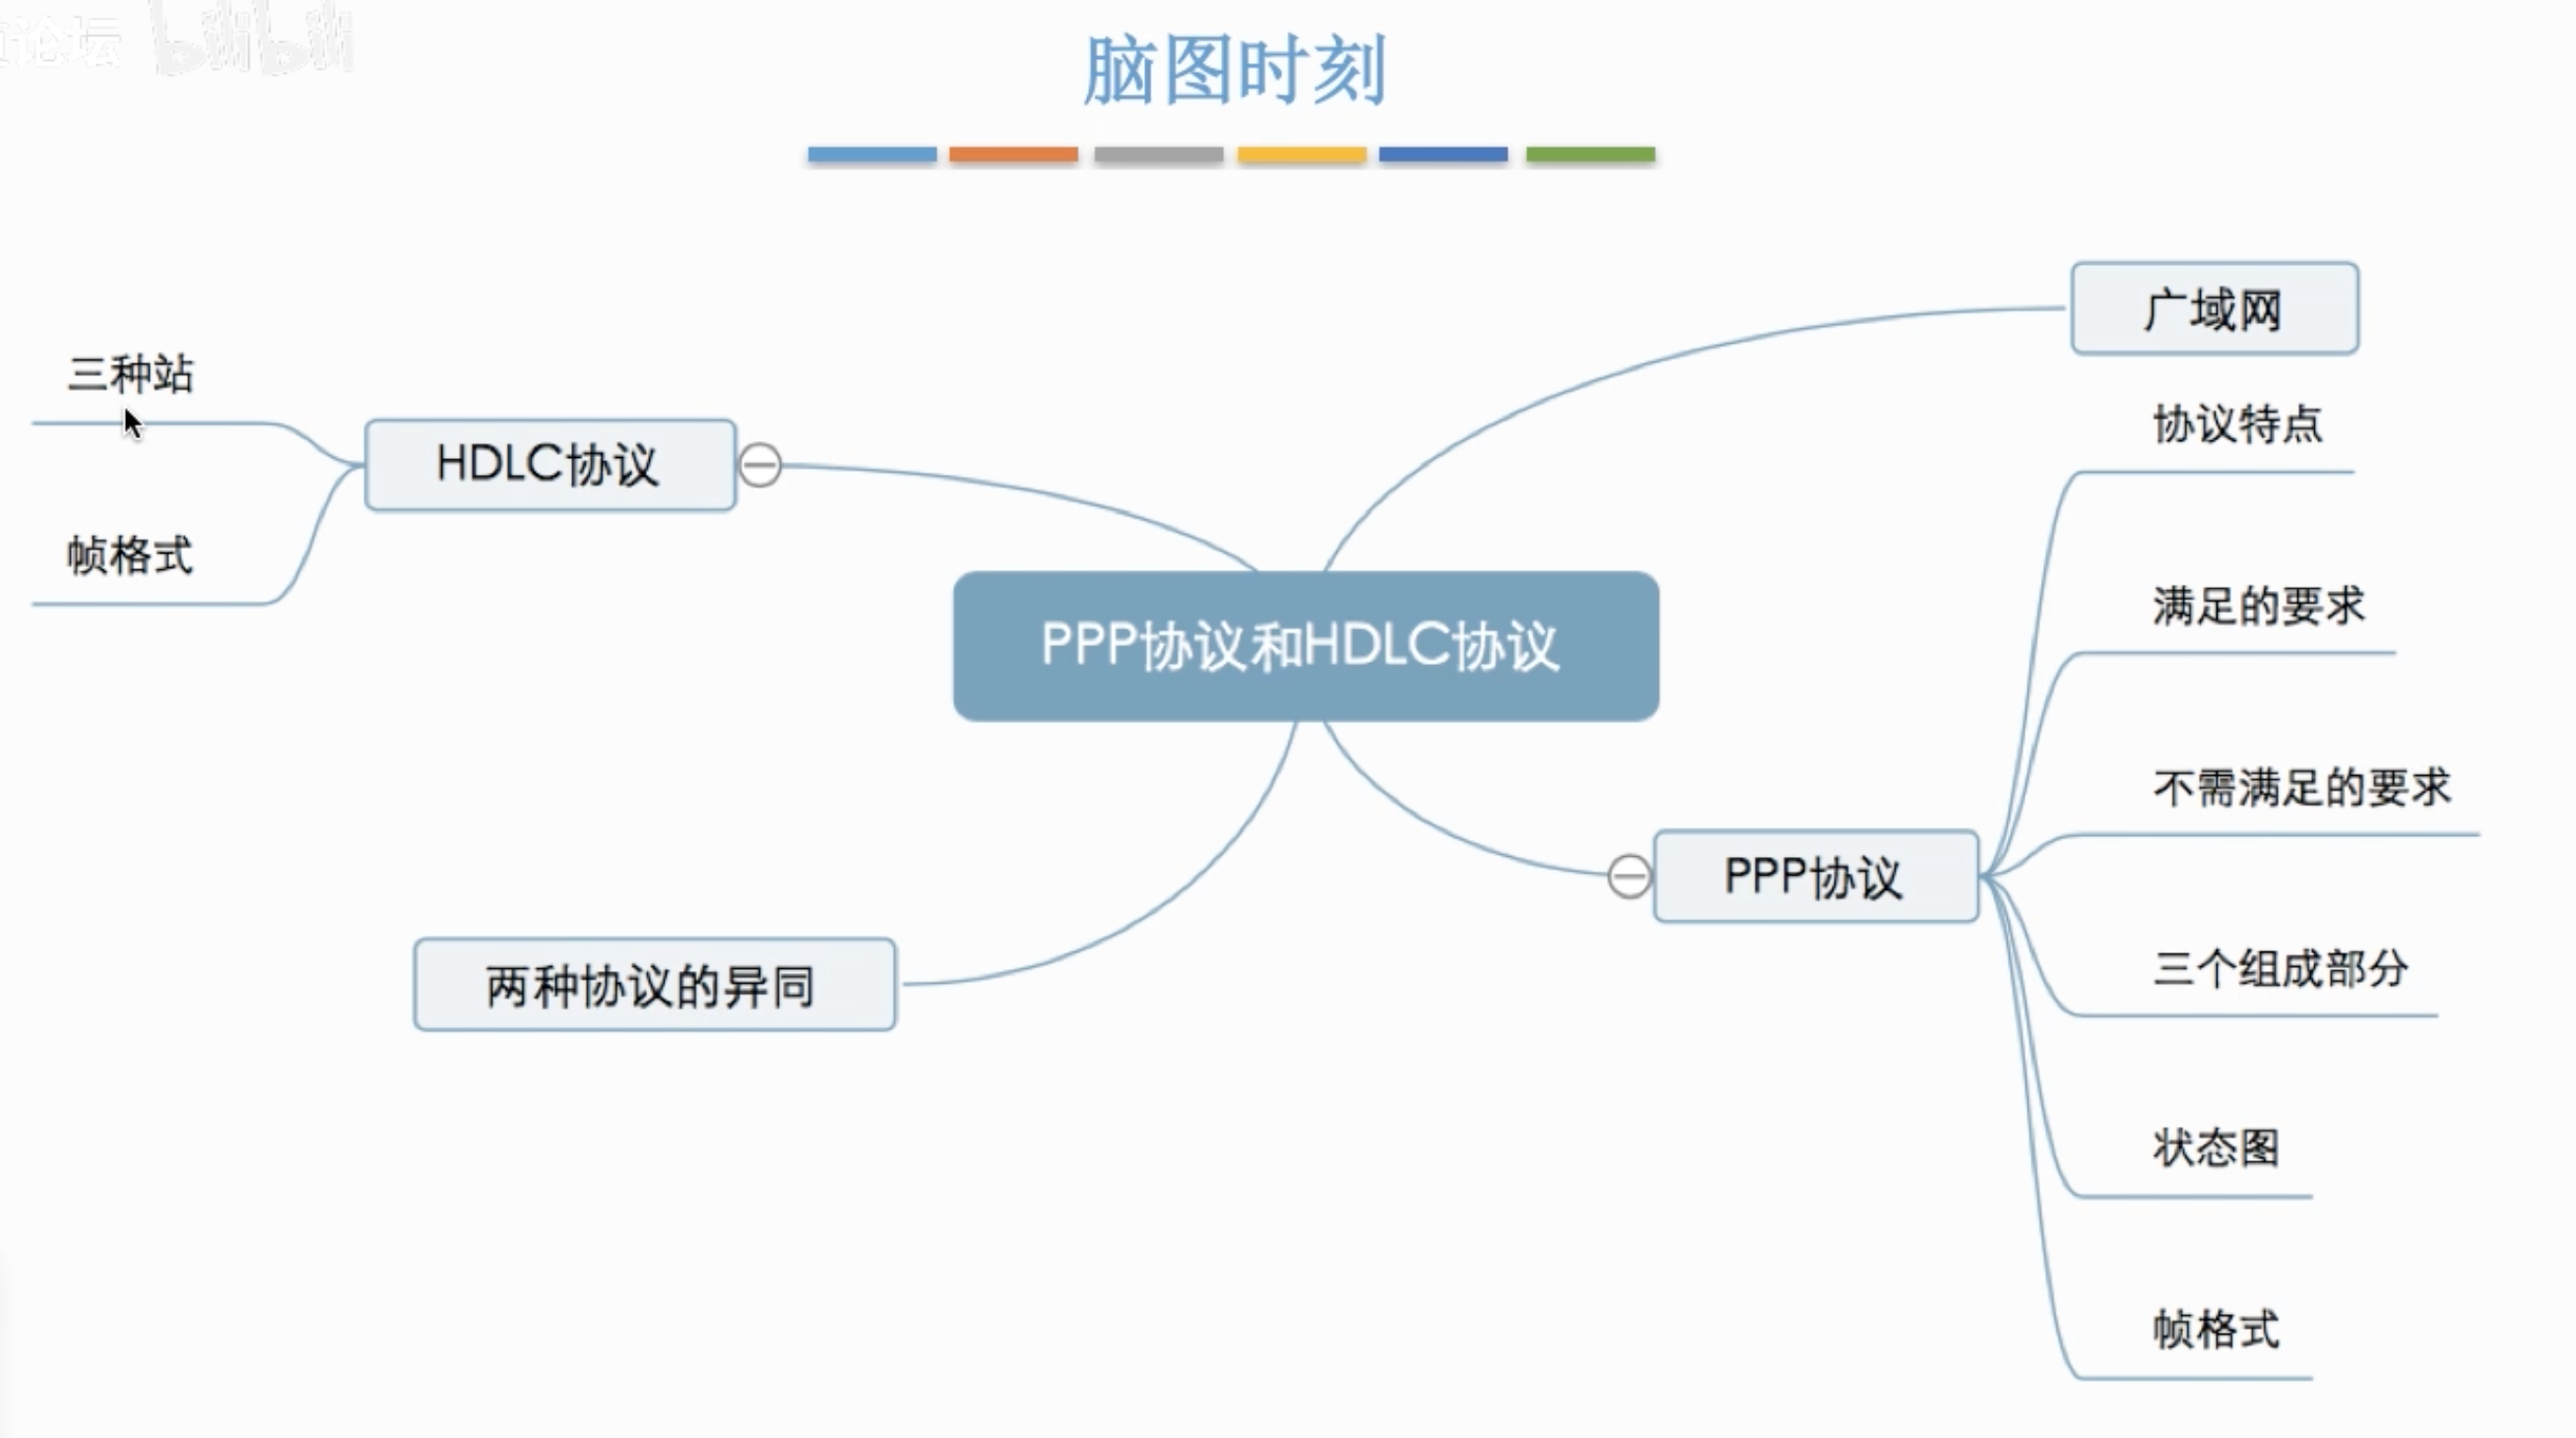 论坛 bilibili
脑图时刻
广域网
三种站
协议特点
HDLC协议
帧格式
满足的要求
PPP协议和HDLC协议
不需满足的要求
PPP协议
三个组成部分
两种协议的异同
状态图
帧格式